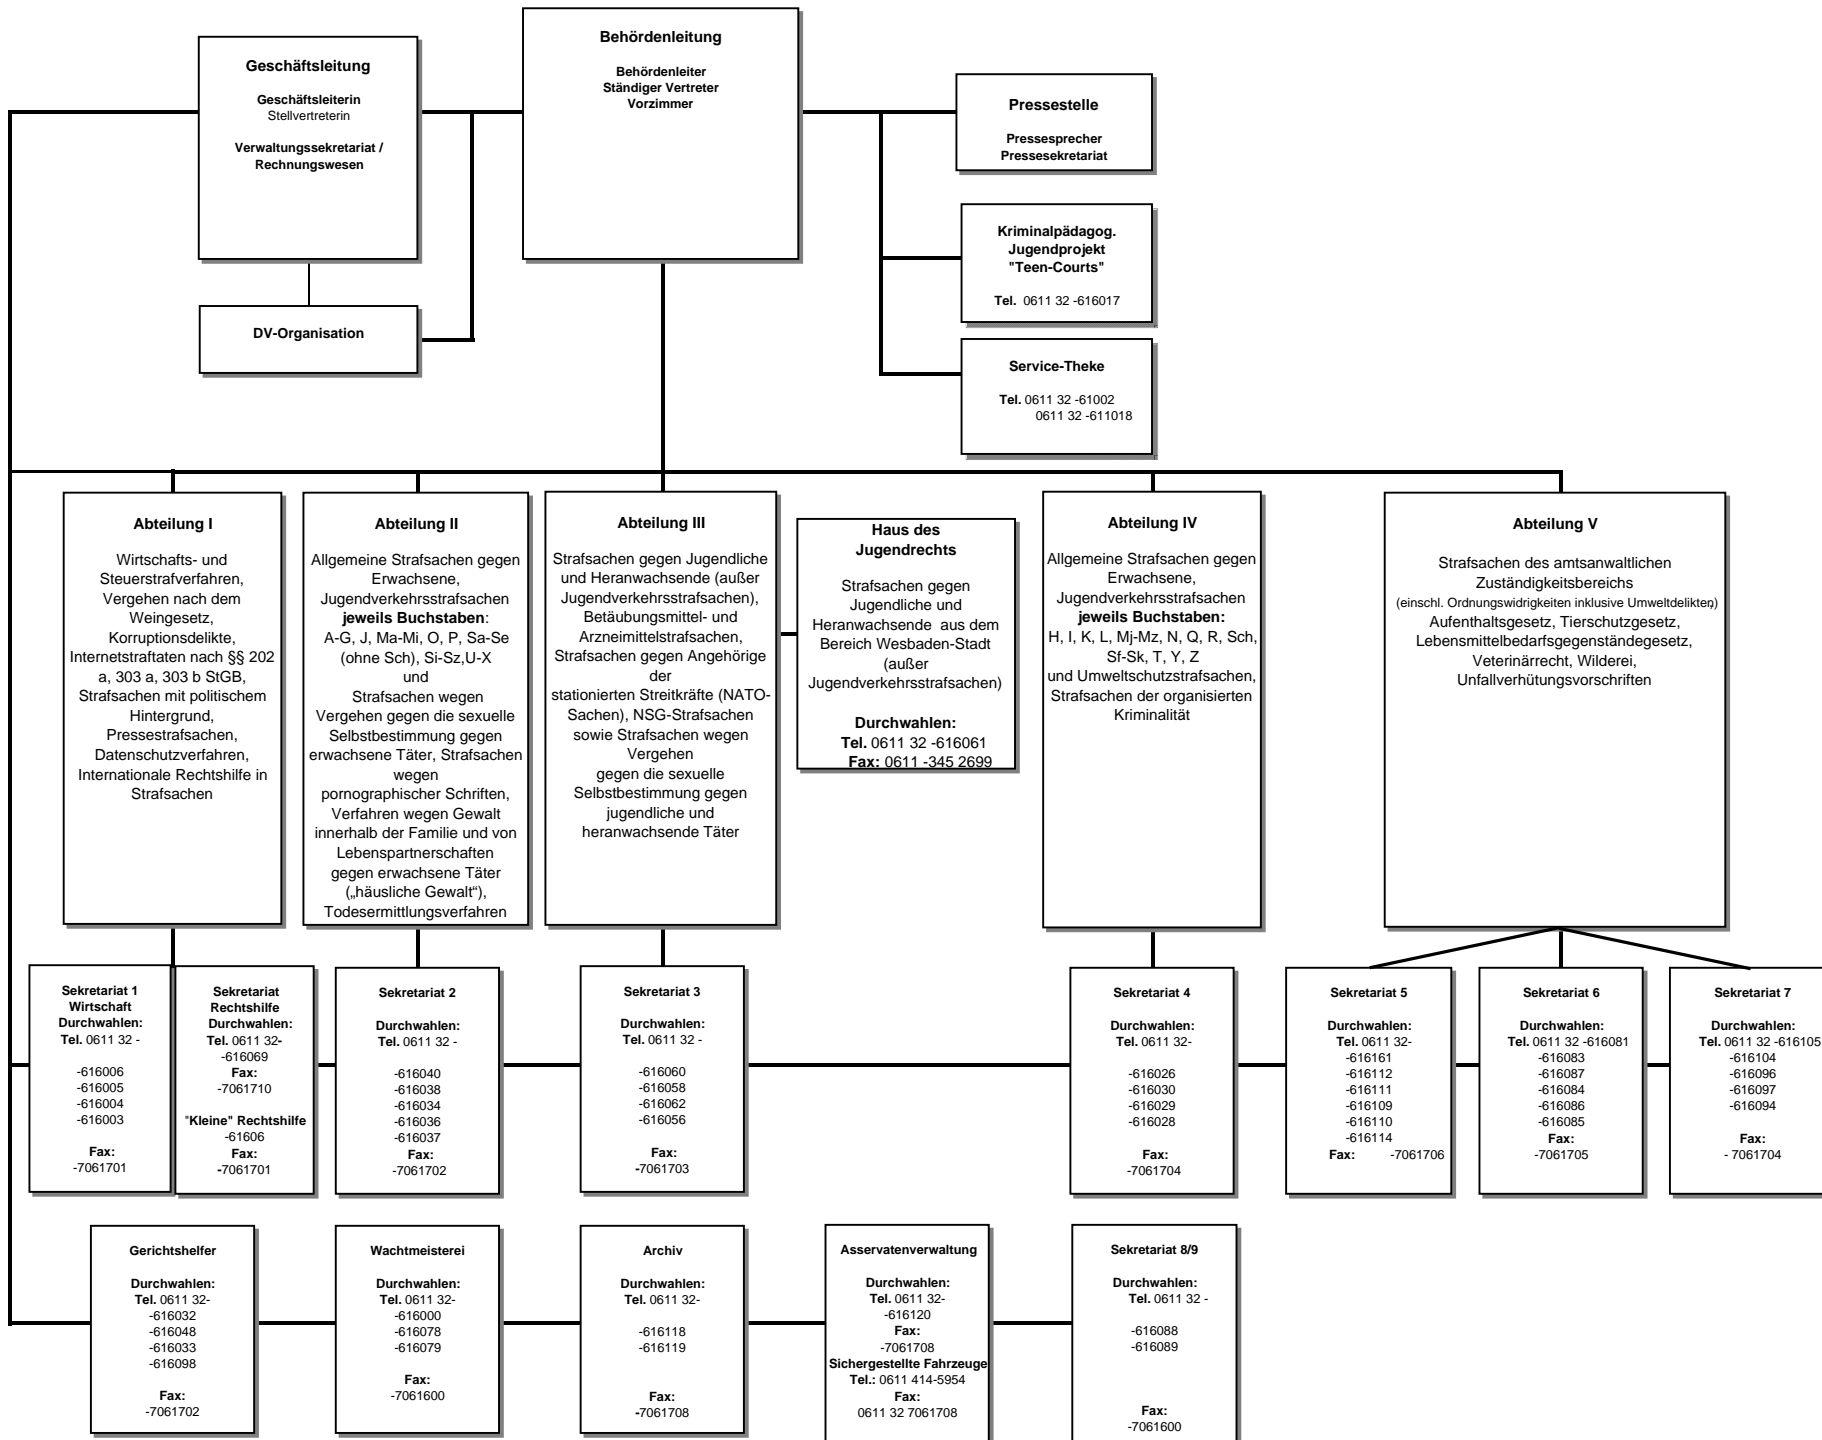 Geschäftsleitung
Geschäftsleiterin
Stellvertreterin
Verwaltungssekretariat /
Rechnungswesen
Behördenleitung
Behördenleiter
Ständiger Vertreter
Vorzimmer
Pressestelle
Pressesprecher
Pressesekretariat
Kriminalpädagog.
Jugendprojekt
"Teen-Courts"
Tel. 0611 32 -616017
DV-Organisation
Service-Theke
Tel. 0611 32 -61002
0611 32 -611018
Abteilung I
Wirtschafts- und
Steuerstrafverfahren,
Vergehen nach dem
Weingesetz,
Korruptionsdelikte,
Internetstraftaten nach §§ 202
a, 303 a, 303 b StGB,
Strafsachen mit politischem
Hintergrund,
Pressestrafsachen,
Datenschutzverfahren,
Internationale Rechtshilfe in
Strafsachen
Abteilung II
Allgemeine Strafsachen gegen
Erwachsene,
Jugendverkehrsstrafsachen
jeweils Buchstaben:
A-G, J, Ma-Mi, O, P, Sa-Se
(ohne Sch), Si-Sz,U-X
und
Strafsachen wegen
Vergehen gegen die sexuelle
Selbstbestimmung gegen
erwachsene Täter, Strafsachen
wegen
pornographischer Schriften,
Verfahren wegen Gewalt
innerhalb der Familie und von
Lebenspartnerschaften
gegen erwachsene Täter
(„häusliche Gewalt“),
Todesermittlungsverfahren
Abteilung III
Strafsachen gegen Jugendliche
und Heranwachsende (außer
Jugendverkehrsstrafsachen),
Betäubungsmittel- und
Arzneimittelstrafsachen,
Strafsachen gegen Angehörige
der
stationierten Streitkräfte (NATO-
Sachen), NSG-Strafsachen
sowie Strafsachen wegen
Vergehen
gegen die sexuelle
Selbstbestimmung gegen
jugendliche und
heranwachsende Täter
Haus des
Jugendrechts
Strafsachen gegen
Jugendliche und
Heranwachsende aus dem
Bereich Wesbaden-Stadt
(außer
Jugendverkehrsstrafsachen)
Durchwahlen:
Tel. 0611 32 -616061
Fax: 0611 -345 2699
Abteilung IV
Allgemeine Strafsachen gegen
Erwachsene,
Jugendverkehrsstrafsachen
jeweils Buchstaben:
H, I, K, L, Mj-Mz, N, Q, R, Sch,
Sf-Sk, T, Y, Z
und Umweltschutzstrafsachen,
Strafsachen der organisierten
Kriminalität
Abteilung V
Strafsachen des amtsanwaltlichen
Zuständigkeitsbereichs
(einschl. Ordnungswidrigkeiten inklusive Umweltdelikten),
Aufenthaltsgesetz, Tierschutzgesetz,
Lebensmittelbedarfsgegenständegesetz,
Veterinärrecht, Wilderei,
Unfallverhütungsvorschriften
Sekretariat 1
Wirtschaft
Durchwahlen:
Tel. 0611 32 -
-616006
-616005
-616004
-616003
Fax:
-7061701
Sekretariat
Rechtshilfe
Durchwahlen:
Tel. 0611 32-
-616069
Fax:
-7061710
"Kleine" Rechtshilfe
-61606
Fax:
-7061701
Sekretariat 2
Durchwahlen:
Tel. 0611 32 -
-616040
-616038
-616034
-616036
-616037
Fax:
-7061702
Sekretariat 3
Durchwahlen:
Tel. 0611 32 -
-616060
-616058
-616062
-616056
Fax:
-7061703
Sekretariat 4
Durchwahlen:
Tel. 0611 32-
-616026
-616030
-616029
-616028
Fax:
-7061704
Sekretariat 5
Durchwahlen:
Tel. 0611 32-
-616161
-616112
-616111
-616109
-616110
-616114
Fax: -7061706
Sekretariat 6
Durchwahlen:
Tel. 0611 32 -616081
-616083
-616087
-616084
-616086
-616085
Fax:
-7061705
Sekretariat 7
Durchwahlen:
Tel. 0611 32 -616105
-616104
-616096
-616097
-616094
Fax:
- 7061704
Gerichtshelfer
Durchwahlen:
Tel. 0611 32-
-616032
-616048
-616033
-616098
Fax:
-7061702
Wachtmeisterei
Durchwahlen:
Tel. 0611 32-
-616000
-616078
-616079
Fax:
-7061600
Archiv
Durchwahlen:
Tel. 0611 32-
-616118
-616119
Fax:
-7061708
Asservatenverwaltung
Durchwahlen:
Tel. 0611 32-
-616120
Fax:
-7061708
Sichergestellte Fahrzeuge
Tel.: 0611 414-5954
Fax:
0611 32 7061708
Sekretariat 8/9
Durchwahlen:
Tel. 0611 32 -
-616088
-616089
Fax:
-7061600